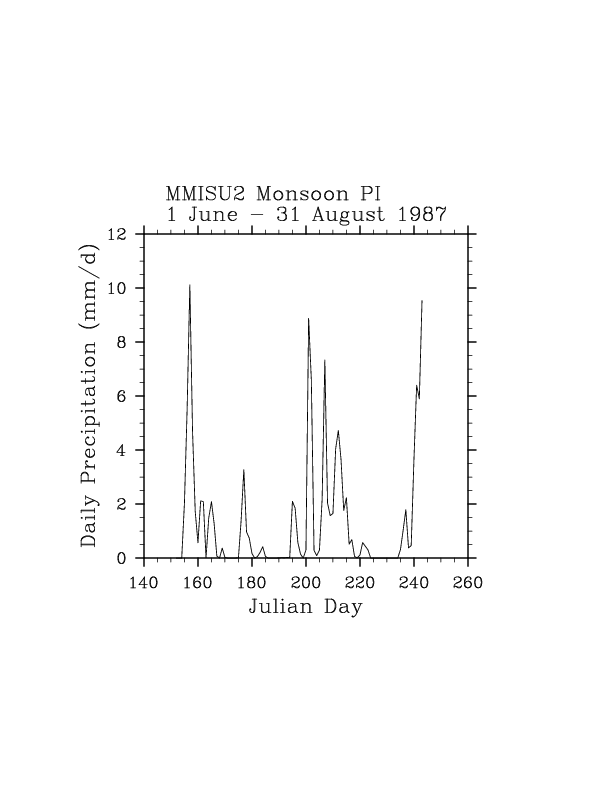 MMISU2 Monsoon PI
1 June – 31 August 1987
Daily Precipitation (mm/d)
12
10
8
6
4
2
0
140 160 180 200 220 240 260
Julian Day